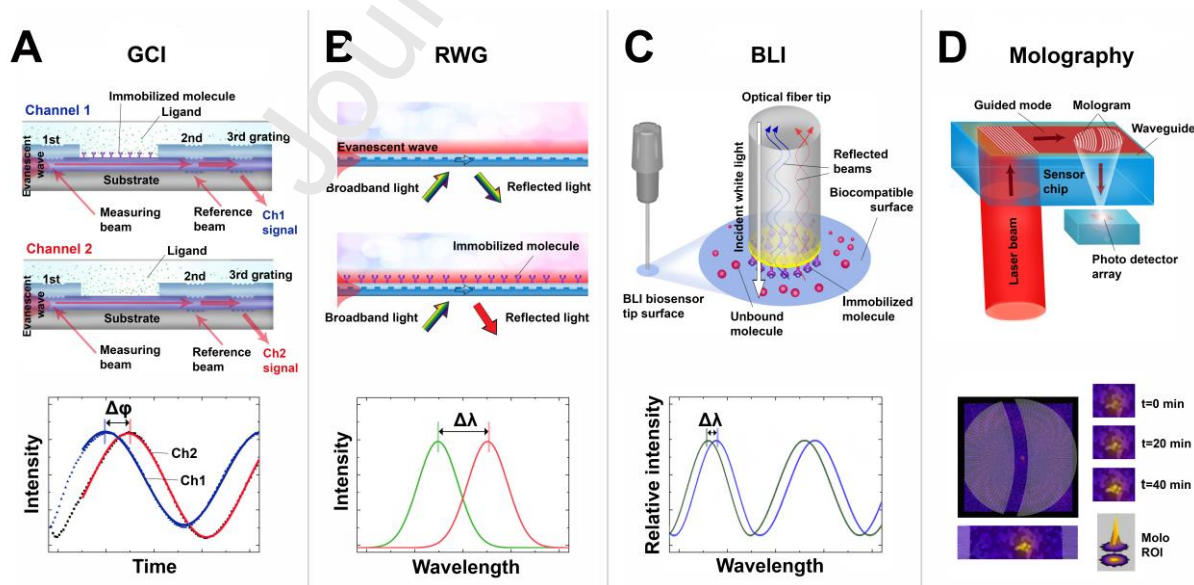 Jour
A
GCI
Channel 1
Immobilized molecule
Ligand
1st
2nd
3rd grating
Evanescent
wave
Substrate
Measuring
beam
Reference
beam
Ch1
signal
Channel 2
Ligand
1st
2nd
3rd grating
Evanescent
wave
Substrate
Measuring
beam
Reference
beam
Ch2
signal
Δφ
Ch2
Ch1
Intensity
Time
B
RWG
Evanescent wave
Broadband light
Reflected light
Immobilized molecule
Broadband light
Reflected light
Δλ
Intensity
Wavelength
C
BLI
Optical fiber tip
Incident white light
Reflected
beams
Biocompatible
surface
BLI biosensor
tip surface
Unbound
molecule
Immobilized
molecule
Δλ
Relative intensity
Wavelength
D
Molography
Guided mode
Mologram
Waveguide
Sensor
chip
Laser beam
Photo detector
array
t=0 min
t=20 min
t=40 min
Molo
ROI